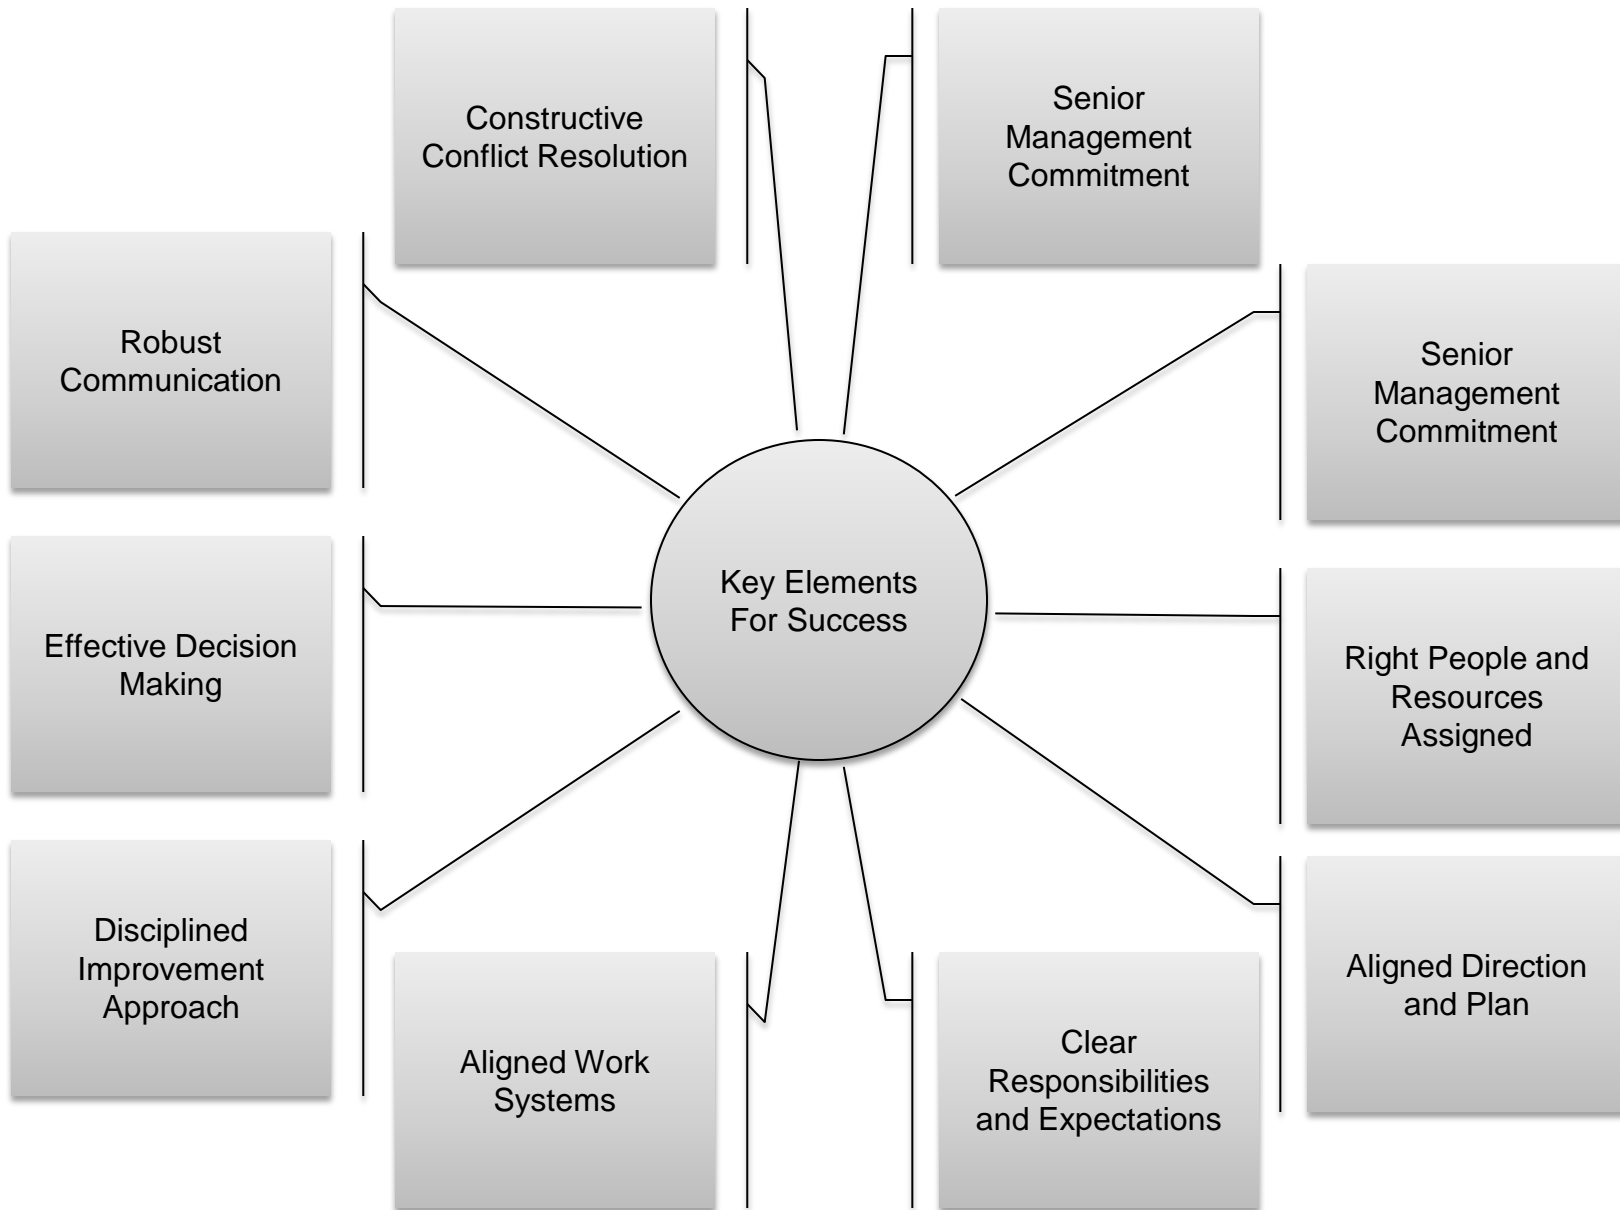 Constructive
Conflict Resolution
Senior
Management
Commitment
Robust
Communication
Senior
Management
Commitment
Key Elements
For Success
Effective Decision
Making
Right People and
Resources
Assigned
Disciplined
Improvement
Approach
Aligned Direction
and Plan
Aligned Work
Systems
Clear
Responsibilities
and Expectations